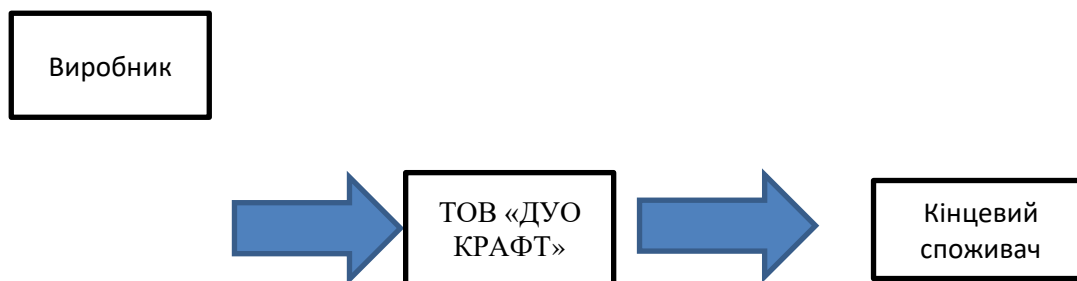 Виробник
ТОВ «ДУО
КРАФТ»
Кінцевий
споживач